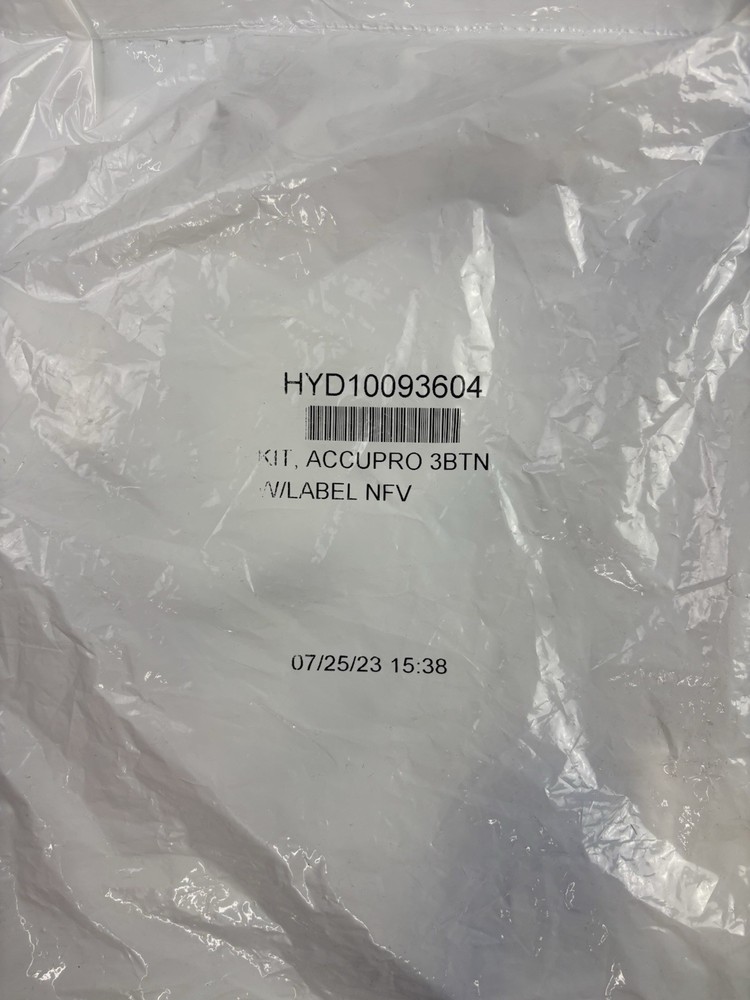 HYD10093604
KIT, ACCUPRO 3BTN
W/LABEL NFV
07/25/23 15:38